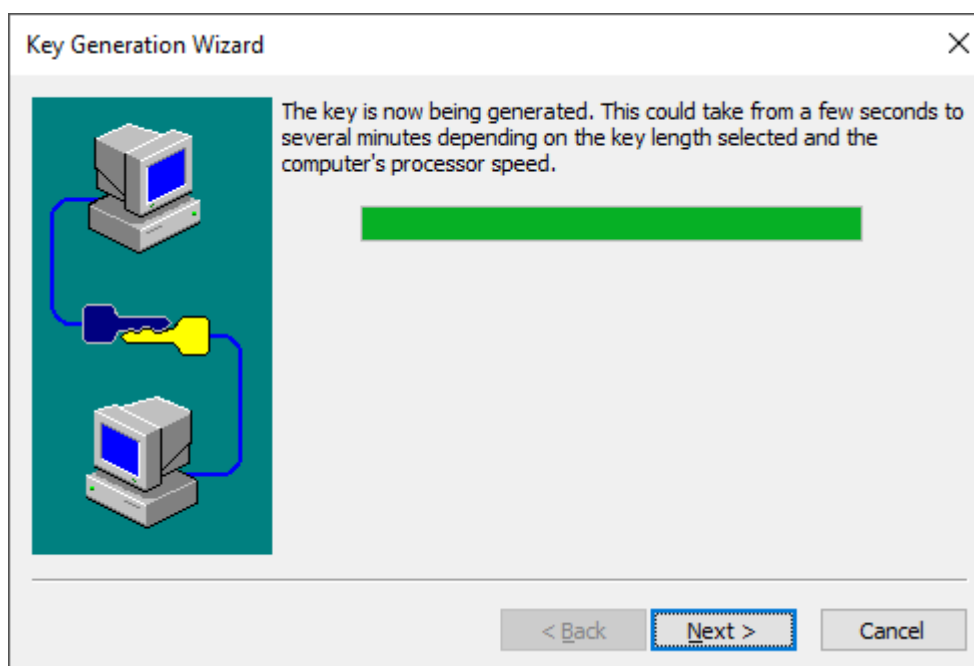 Key Generation Wizard
The key is now being generated. This could take from a few seconds to
several minutes depending on the key length selected and the
computer's processor speed.
< Back
Next >
Cancel